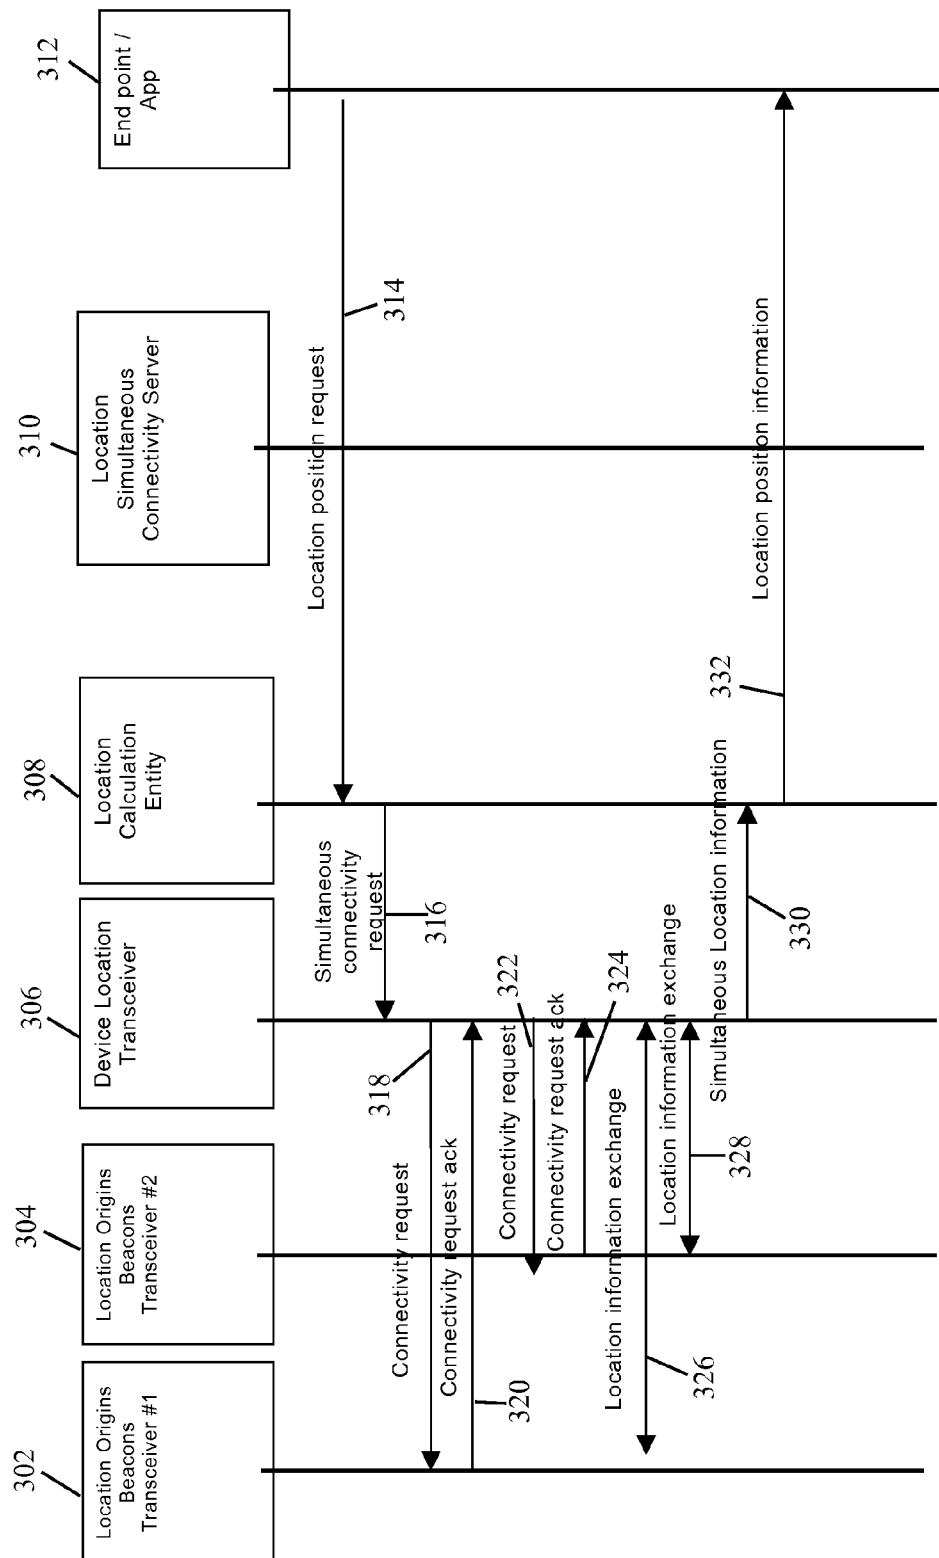 302
Location Origins
Beacons
Transceiver #1
304
Location Origins
Beacons
Transceiver #2
306
Device Location
Transceiver
308
Location
Calculation
Entity
310
Location
Simultaneous
Connectivity Server
312
End point /
App
Location position request
314
Simultaneous
connectivity
request
316
Connectivity request
318
Connectivity request ack
320
Connectivity request
322
Connectivity request ack
324
Location information exchange
326
Location information exchange
328
Simultaneous Location information
330
332
Location position information